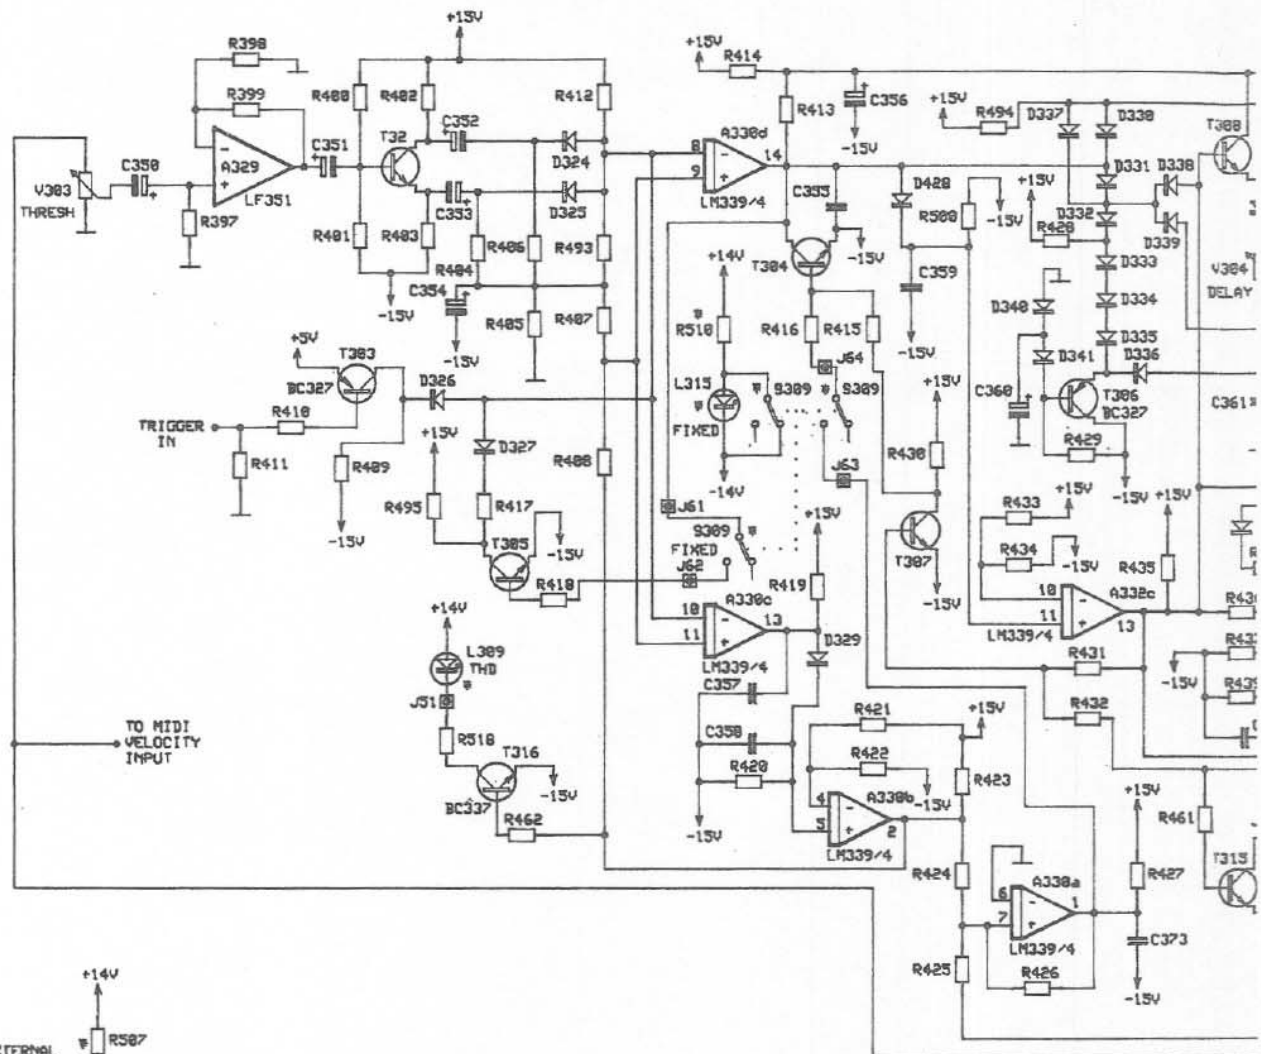 +15V
R398
R399
A329
LF351
C350
V303
THRESH
R397
C351
R400
R402
T32
C352
C353
R401
R403
-15V
R404
R406
C354
-15V
R405
R412
D324
D325
R493
R407
R408
+15V
R414
R413
C356
-15V
8
9
A330d
14
LM339/4
C355
-15V
T304
D428
R500
-15V
C359
-15V
+15V
R494
D337
D330
D331
D338
D332
D339
+15V
R428
D333
D334
D335
D336
D340
D341
C360
T306
BC327
R429
-15V
T308
V304
DELAY
C361
+5V
T303
BC327
TRIGGER
IN
R410
R411
R409
-15V
D326
D327
+15V
R495
R417
T305
-15V
R418
+14V
R510
L315
FIXED
-14V
S309
R416
R415
J64
S309
J63
J61
S309
FIXED
J62
+15V
R419
+15V
R430
T307
-15V
+15V
R433
R434
-15V
+15V
R435
10
11
A332c
13
LM339/4
R431
R432
-15V
10
11
A330c
13
LM339/4
D329
C357
C358
R420
-15V
+14V
L309
THD
J51
R518
T316
BC337
-15V
R462
TO MIDI
VELOCITY
INPUT
R421
R422
-15V
+15V
R423
4
5
A330b
2
LM339/4
R424
R425
6
7
A330a
1
LM339/4
R426
+15V
R427
C373
-15V
R461
T315
+14V
R507